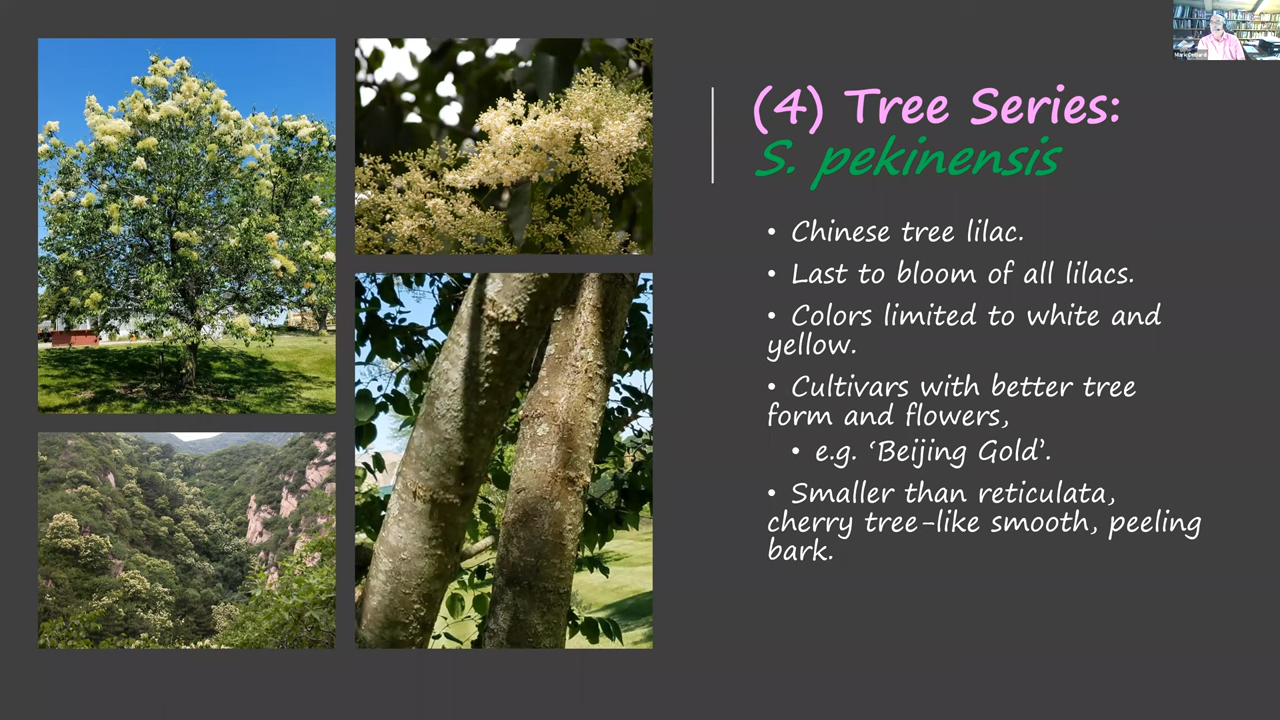 (4) Tree Series:
S. pekinensis
• Chinese tree lilac.
• Last to bloom of all lilacs.
• Colors limited to white and
yellow.
• Cultivars with better tree
form and flowers,
• e.g. ‘Beijing Gold’.
• Smaller than reticulata,
cherry tree-like smooth, peeling
bark.